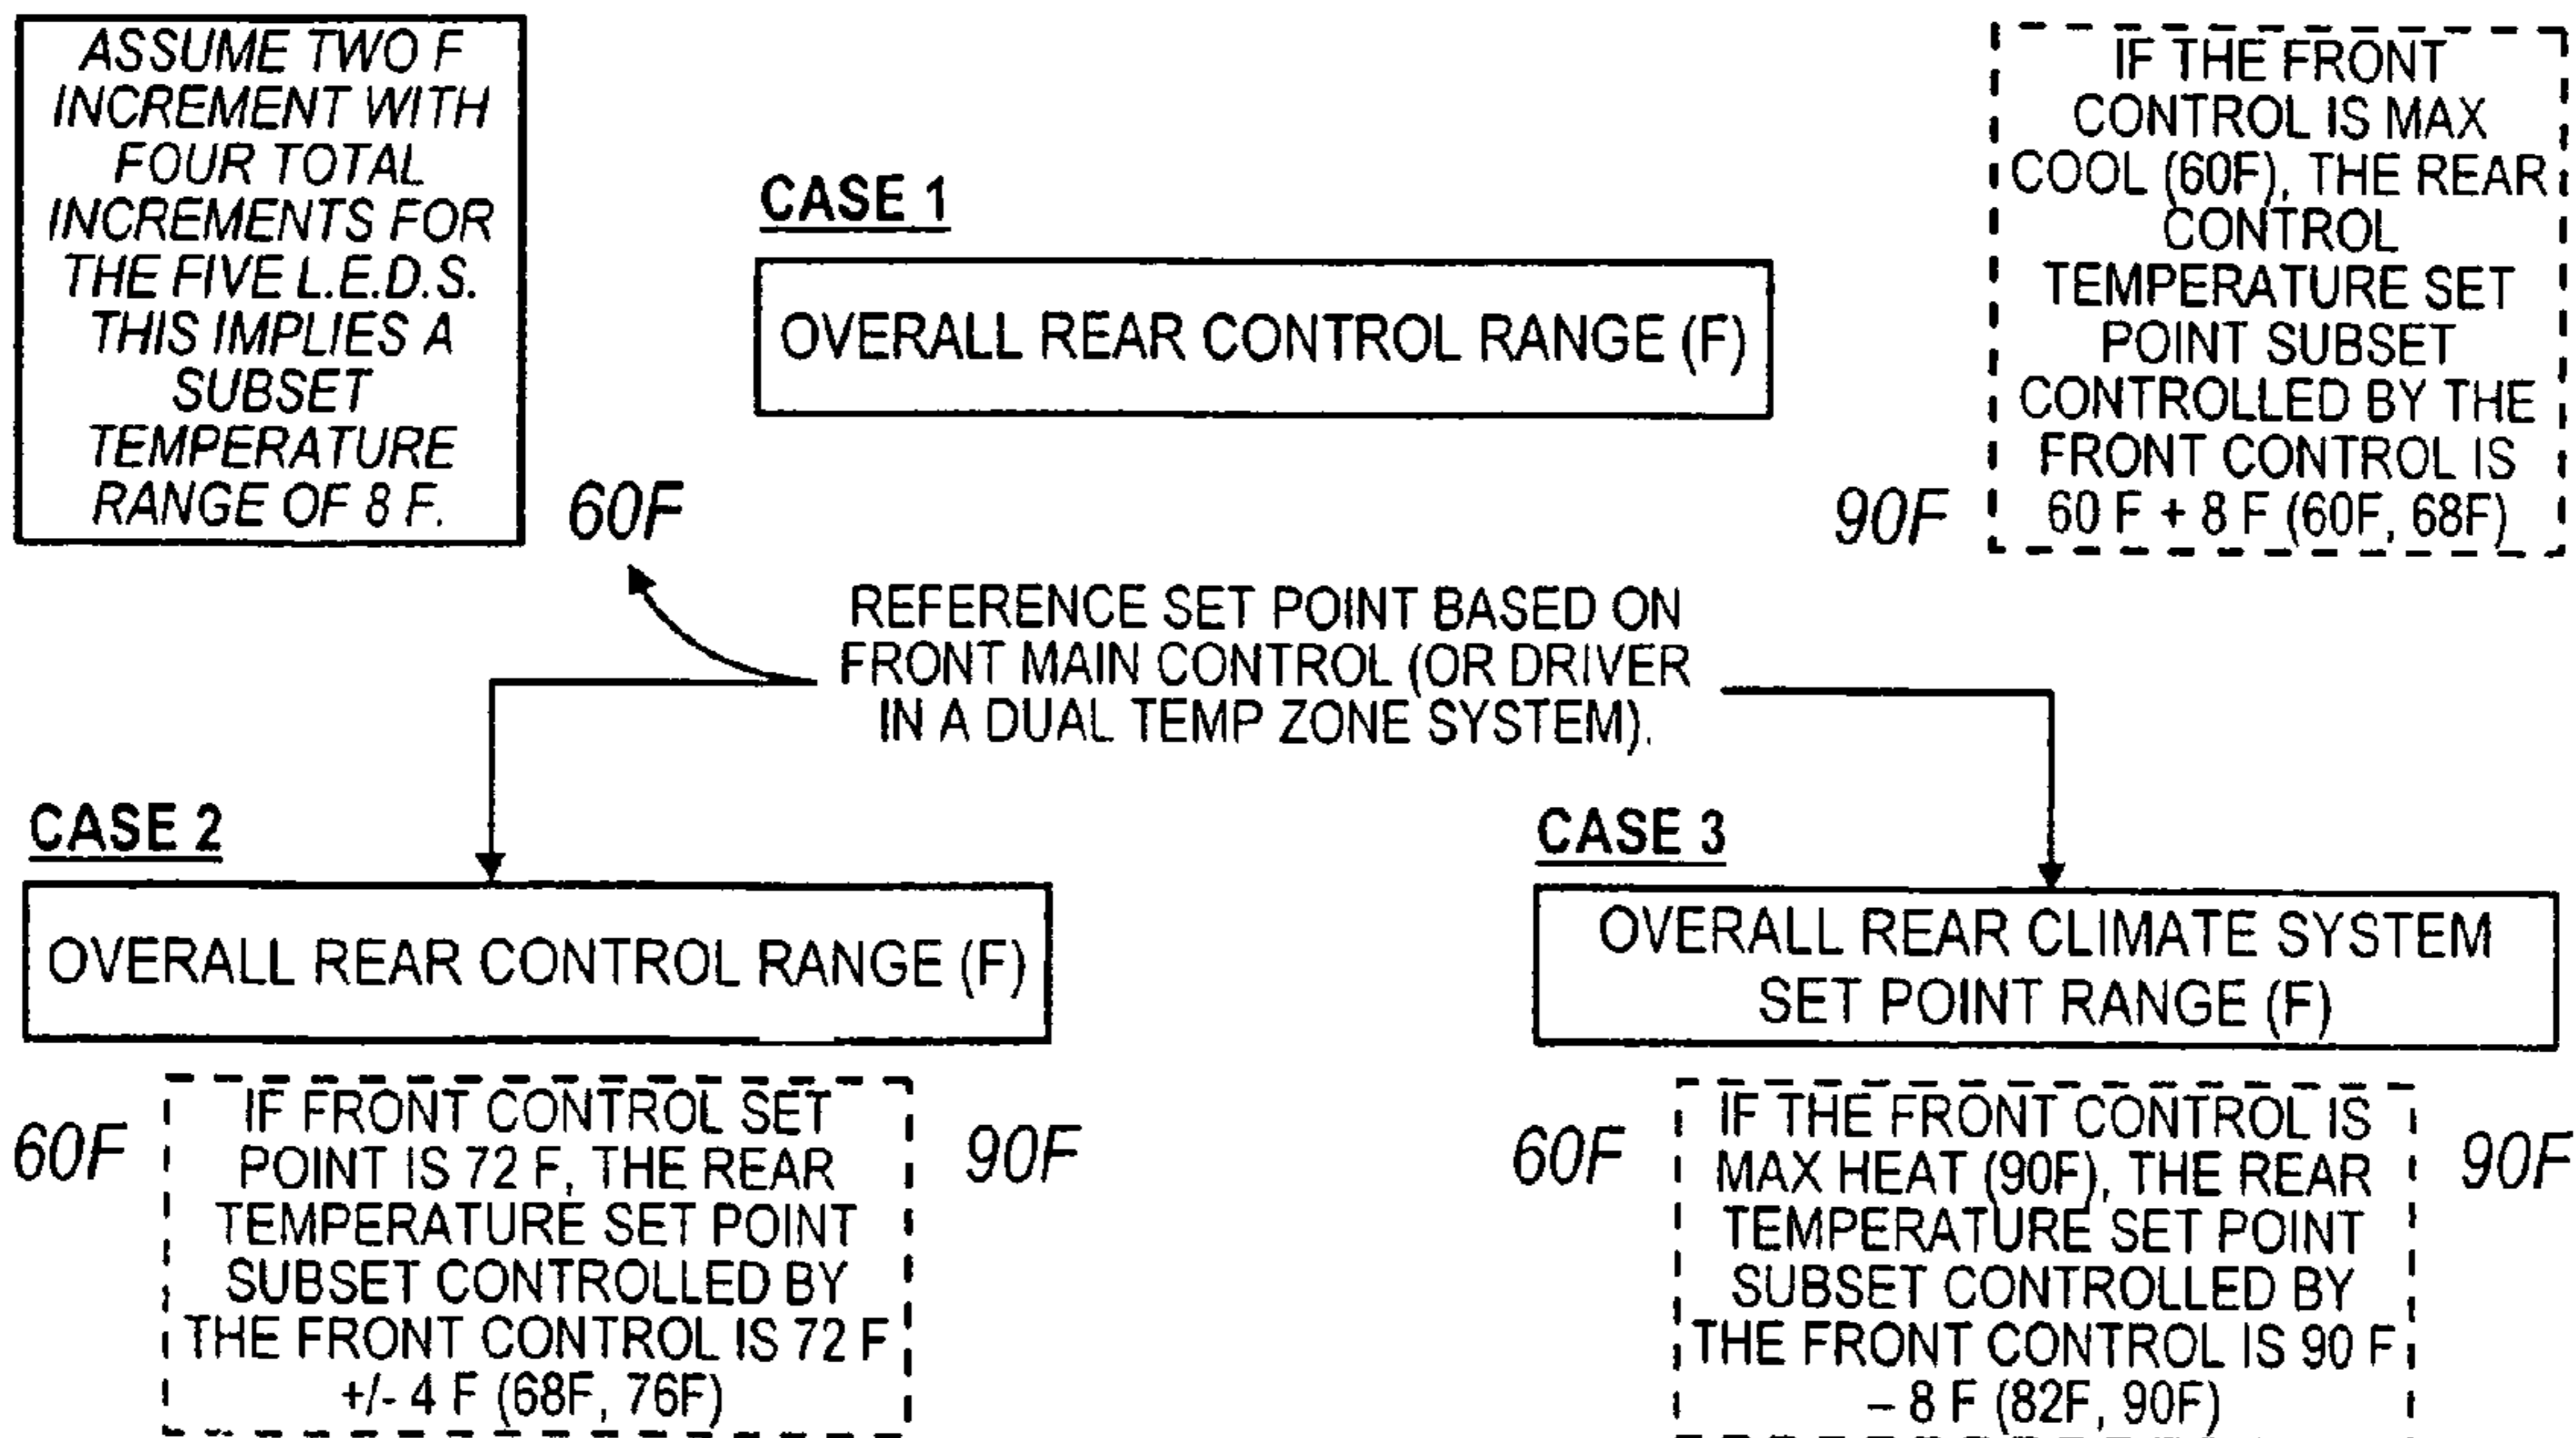 ASSUME TWO F
INCREMENT WITH
FOUR TOTAL
INCREMENTS FOR
THE FIVE L.E.D.S.
THIS IMPLIES A
SUBSET
TEMPERATURE
RANGE OF 8 F.
CASE 1
OVERALL REAR CONTROL RANGE (F)
60F
90F
IF THE FRONT
CONTROL IS MAX
COOL (60F), THE REAR
CONTROL
TEMPERATURE SET
POINT SUBSET
CONTROLLED BY THE
FRONT CONTROL IS
60 F + 8 F (60F, 68F)
REFERENCE SET POINT BASED ON
FRONT MAIN CONTROL (OR DRIVER
IN A DUAL TEMP ZONE SYSTEM).
CASE 2
OVERALL REAR CONTROL RANGE (F)
60F
IF FRONT CONTROL SET
POINT IS 72 F, THE REAR
TEMPERATURE SET POINT
SUBSET CONTROLLED BY
THE FRONT CONTROL IS 72 F
+/- 4 F (68F, 76F)
90F
CASE 3
OVERALL REAR CLIMATE SYSTEM
SET POINT RANGE (F)
60F
IF THE FRONT CONTROL IS
MAX HEAT (90F), THE REAR
TEMPERATURE SET POINT
SUBSET CONTROLLED BY
THE FRONT CONTROL IS 90 F
– 8 F (82F, 90F)
90F